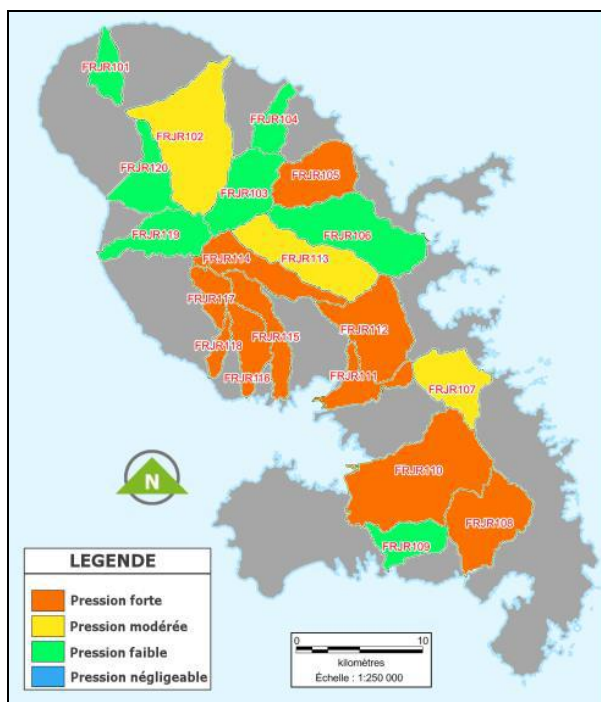 FRJR101
FRJR104
FRJR102
FRJR105
FRJR120
FRJR103
FRJR119
FRJR106
FRJR114
FRJR113
FRJR117
FRJR112
FRJR115
FRJR118
FRJR111
FRJR116
FRJR107
FRJR110
N
FRJR108
FRJR109
LEGENDE
Pression forte
Pression modérée
Pression faible
Pression négligeable
0 10
kilomètres
Échelle : 1:250 000